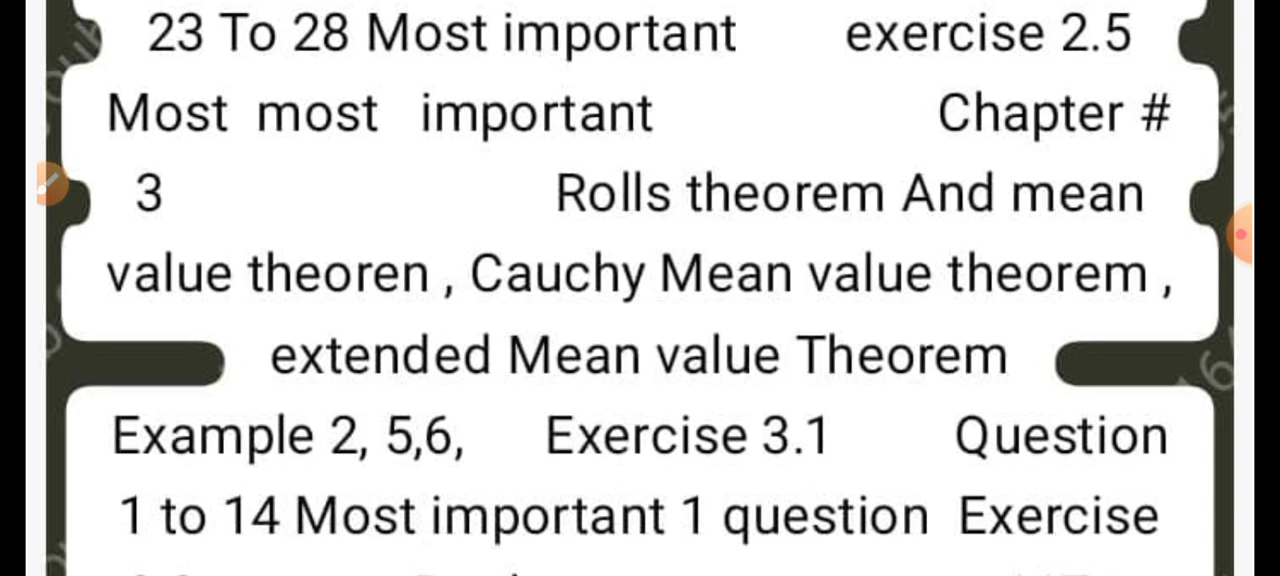 23 To 28 Most important exercise 2.5
Most most important Chapter #
3 Rolls theorem And mean
value theoren , Cauchy Mean value theorem ,
extended Mean value Theorem
Example 2, 5,6, Exercise 3.1 Question
1 to 14 Most important 1 question Exercise